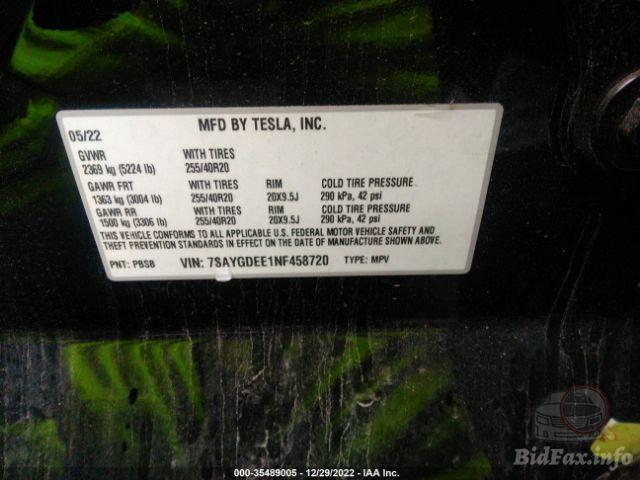 05/22 MFD BY TESLA, INC.
GVWR WITH TIRES
2369 kg (5224 lb) 255/40R20
GAWR FRT WITH TIRES RIM COLD TIRE PRESSURE
1363 kg (3004 lb) 255/40R20 20X9.5J 290 kPa, 42 psi
GAWR RR WITH TIRES RIM COLD TIRE PRESSURE
1500 kg (3306 lb) 255/40R20 20X9.5J 290 kPa, 42 psi
THIS VEHICLE CONFORMS TO ALL APPLICABLE U.S. FEDERAL MOTOR VEHICLE SAFETY AND
THEFT PREVENTION STANDARDS IN EFFECT ON THE DATE OF MANUFACTURE SHOWN ABOVE.
PNT: PBSB VIN: 7SAYGDEE1NF458720 TYPE: MPV
BidFax.info
000-35489005 - 12/29/2022 - IAA Inc.